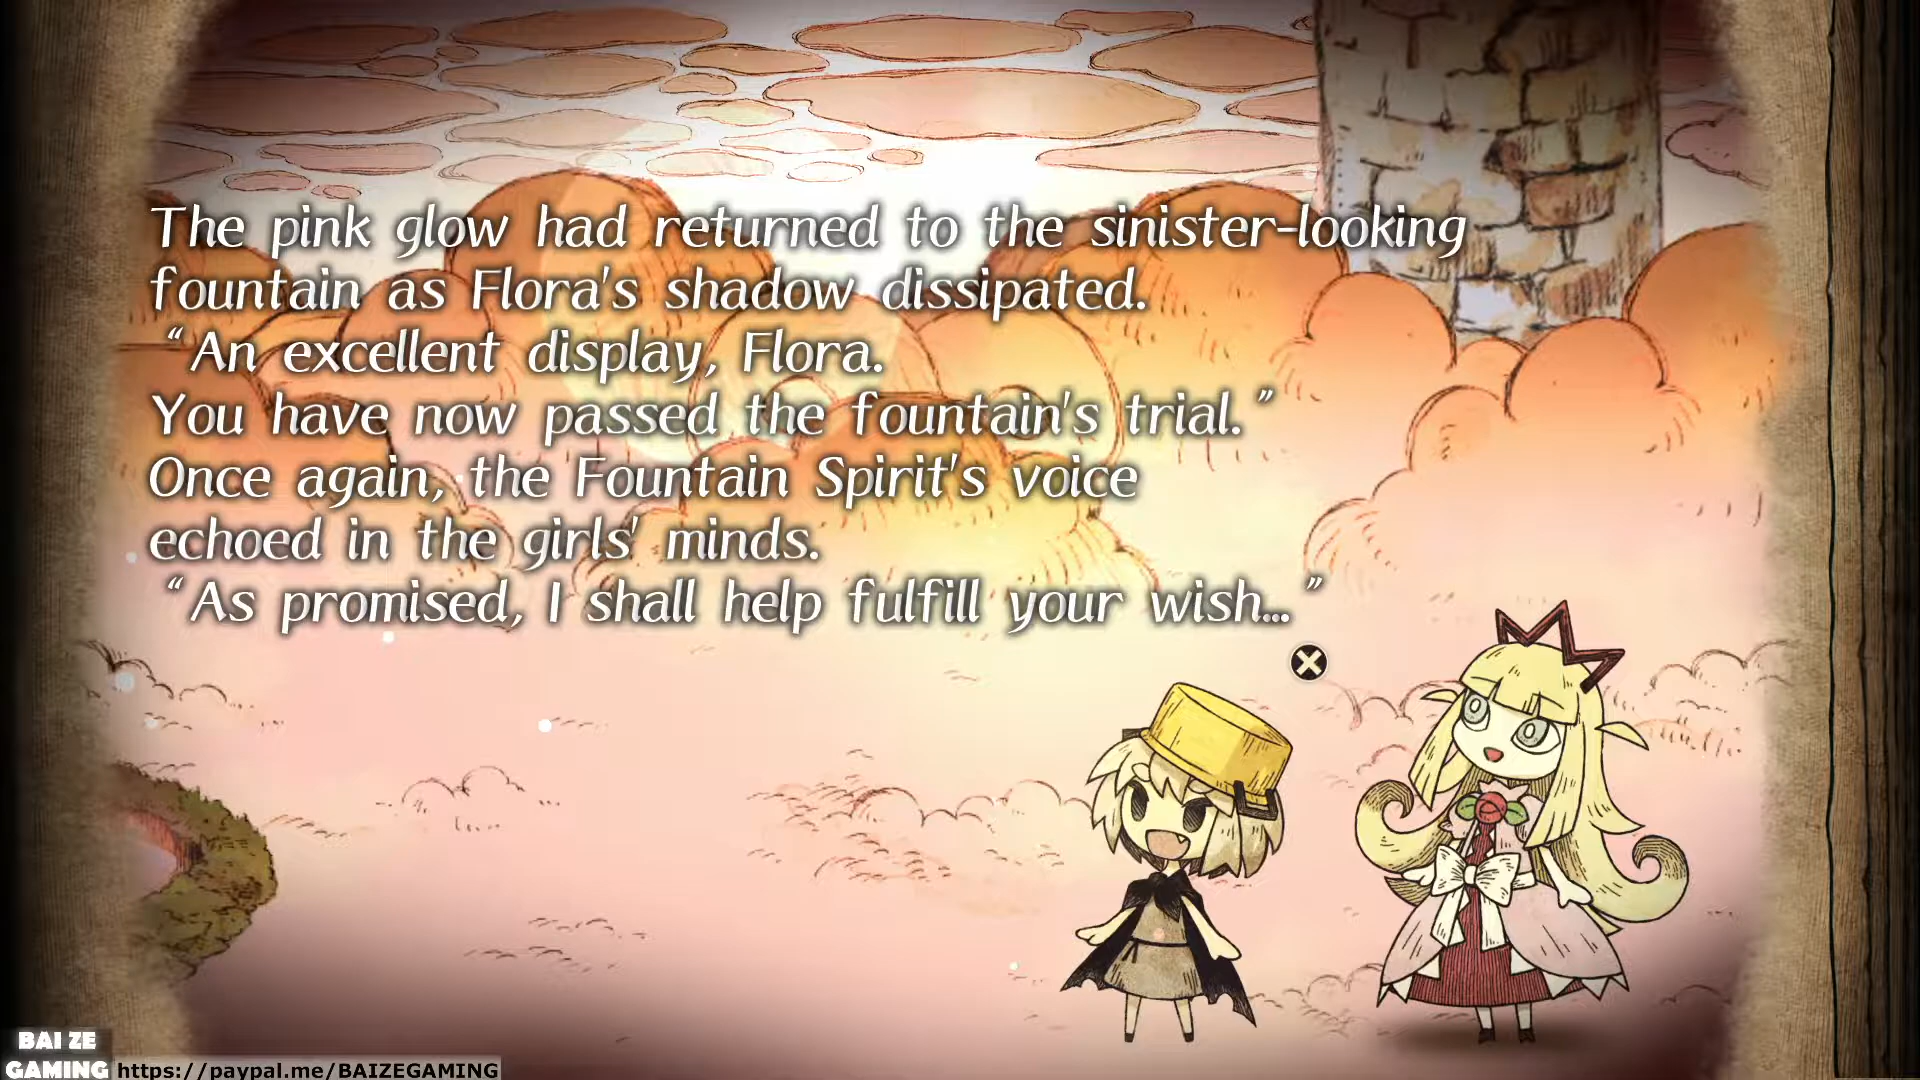 The pink glow had returned to the sinister-looking
fountain as Flora's shadow dissipated.
“An excellent display, Flora.
You have now passed the fountain's trial.”
Once again, the Fountain Spirit's voice
echoed in the girls' minds.
“As promised, I shall help fulfill your wish...”
BAI ZE
GAMING https://paypal.me/BAIZEGAMING